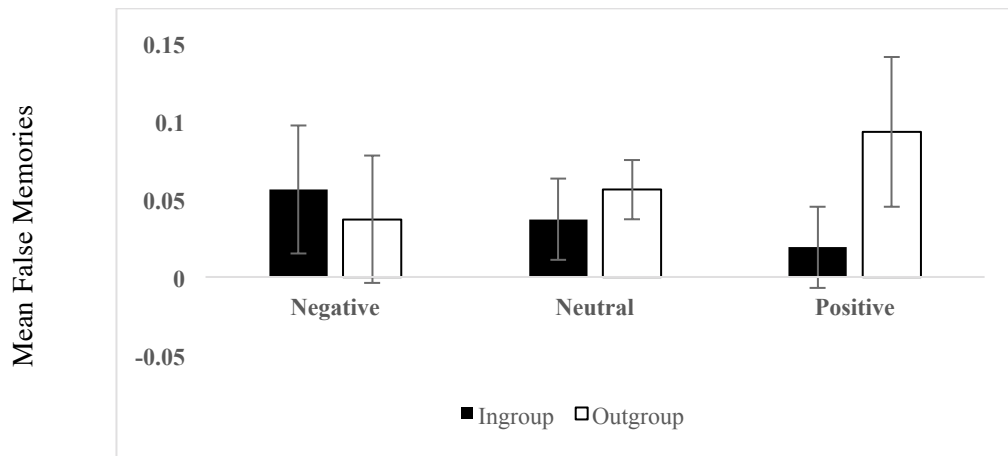 Mean False Memories
0.15
0.1
0.05
0
-0.05
Negative Neutral Positive
Ingroup Outgroup